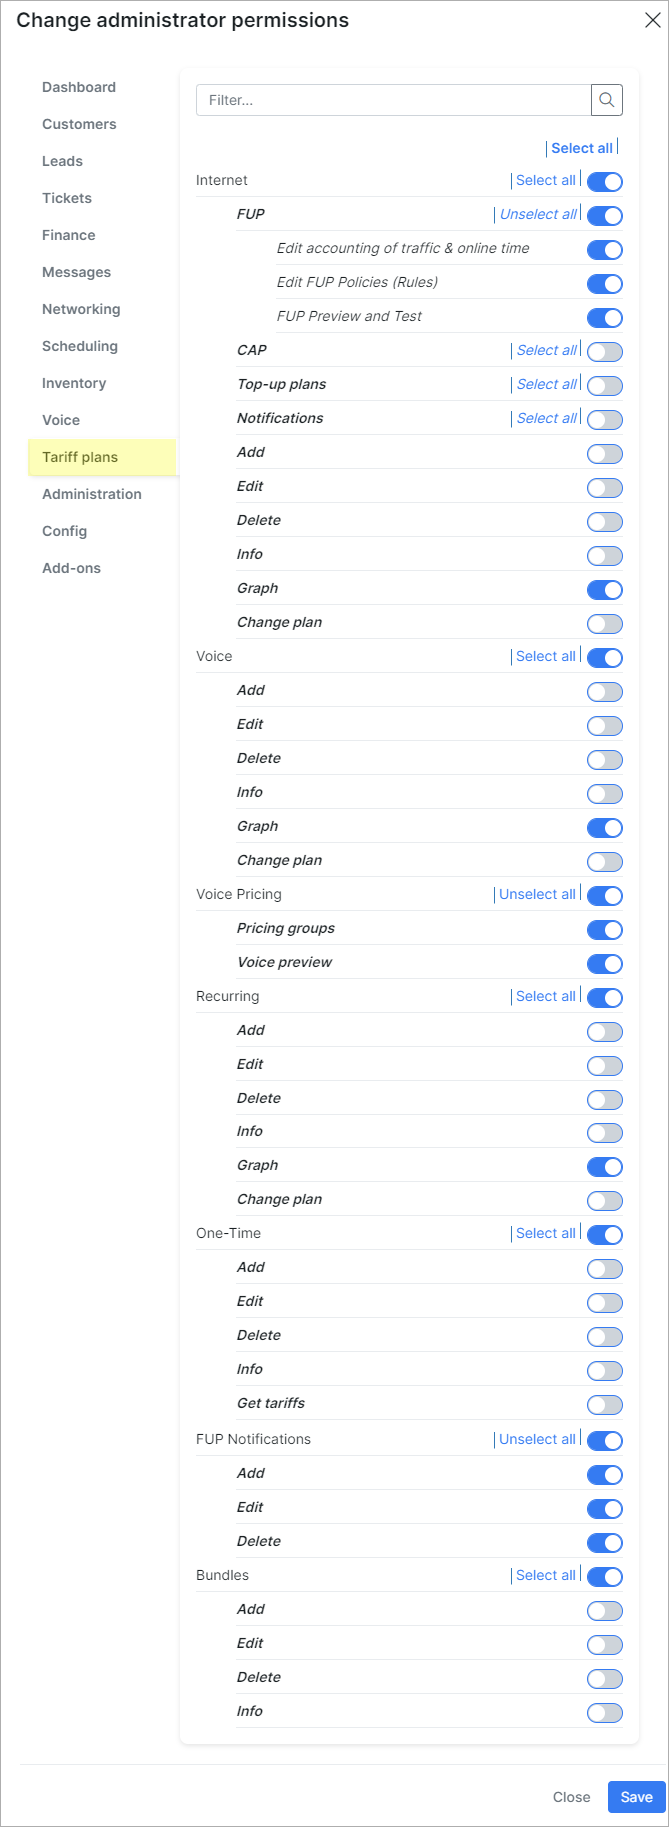 Change administrator permissions
Dashboard
Customers
Leads
Tickets
Finance
Messages
Networking
Scheduling
Inventory
Voice
Tariff plans
Administration
Config
Add-ons
Filter...
Select all
Internet Select all
FUP Unselect all
Edit accounting of traffic & online time
Edit FUP Policies (Rules)
FUP Preview and Test
CAP Select all
Top-up plans Select all
Notifications Select all
Add
Edit
Delete
Info
Graph
Change plan
Voice Select all
Add
Edit
Delete
Info
Graph
Change plan
Voice Pricing Unselect all
Pricing groups
Voice preview
Recurring Select all
Add
Edit
Delete
Info
Graph
Change plan
One-Time Select all
Add
Edit
Delete
Info
Get tariffs
FUP Notifications Unselect all
Add
Edit
Delete
Bundles Select all
Add
Edit
Delete
Info
Close Save